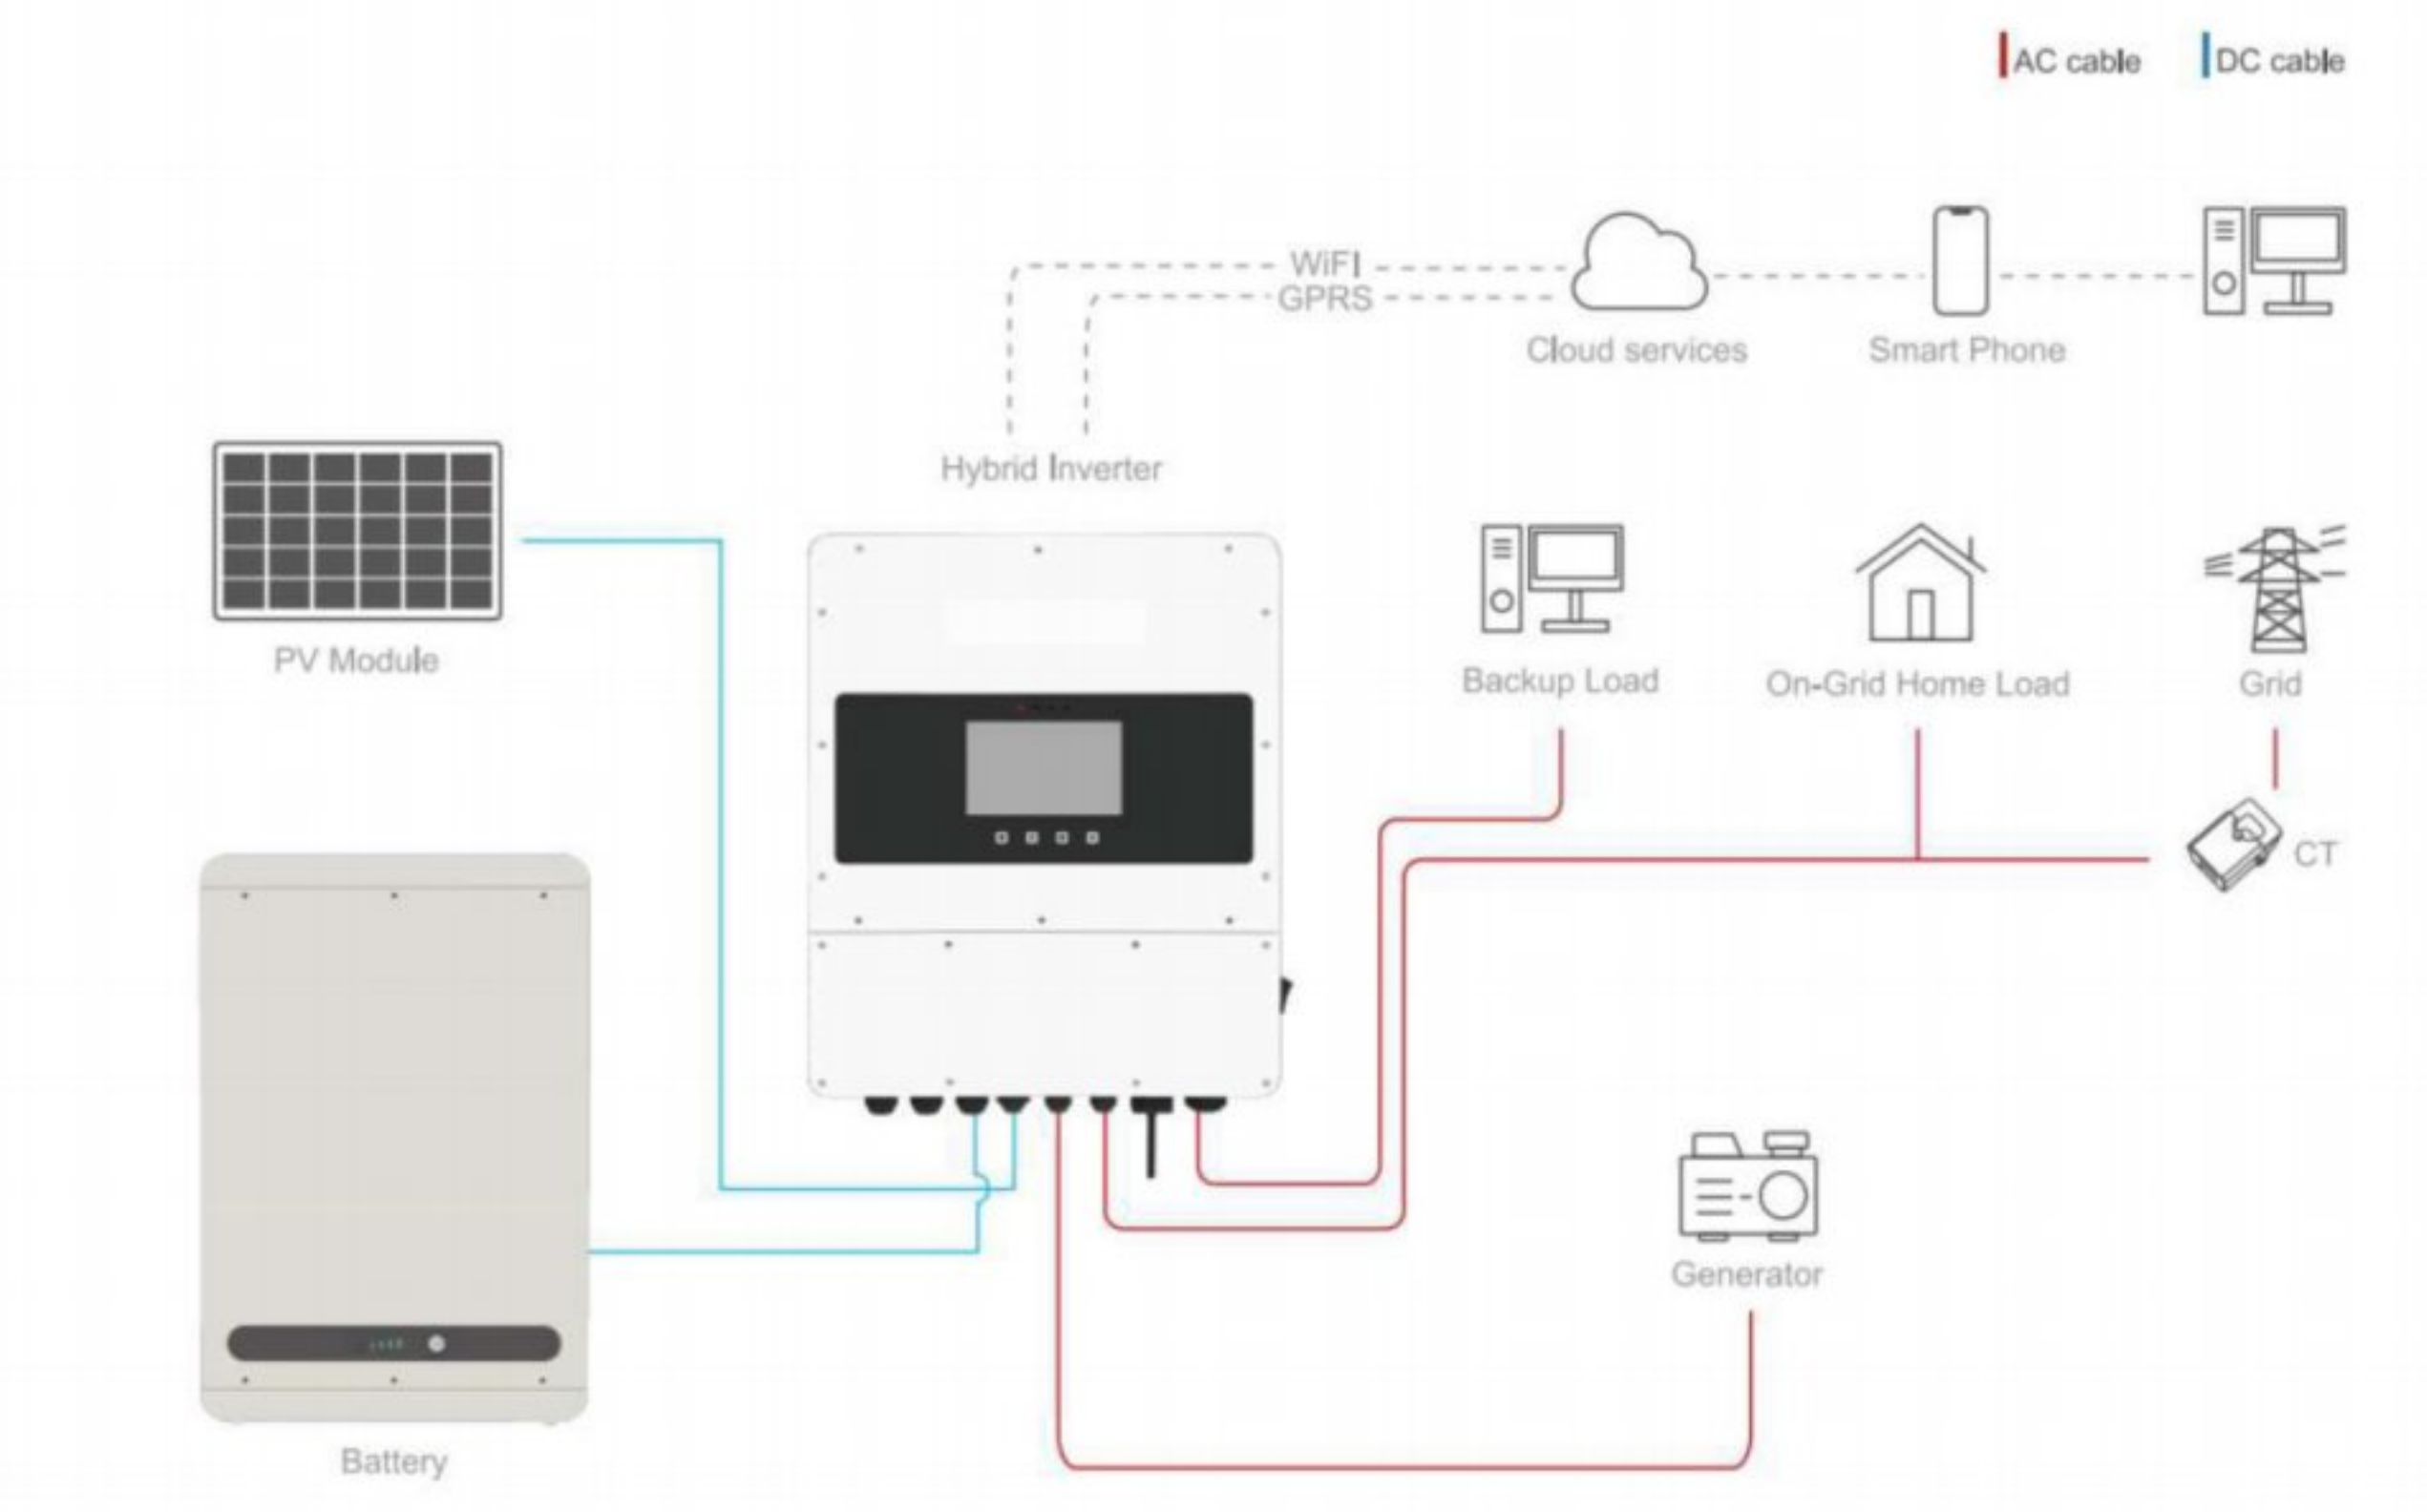 AC cable
DC cable
WiFI
GPRS
Cloud services
Smart Phone
Hybrid Inverter
PV Module
Backup Load
On-Grid Home Load
Grid
CT
Generator
Battery